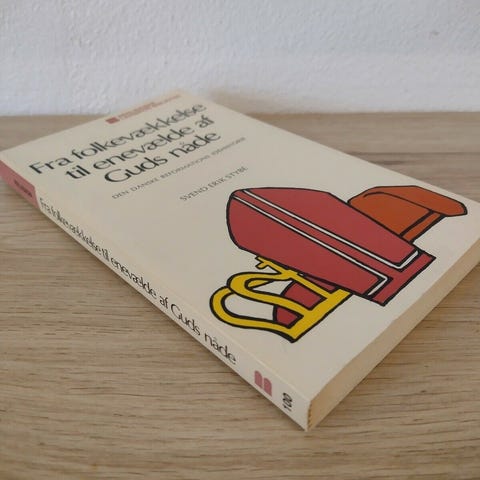 Fra folkevækkelse
til enevælde af
Guds nåde
DEN DANSKE REFORMATIONS IDÉHISTORIE
SVEND ERIK STYBE
Fra folkevækkelse til enevælde af Guds nåde
100